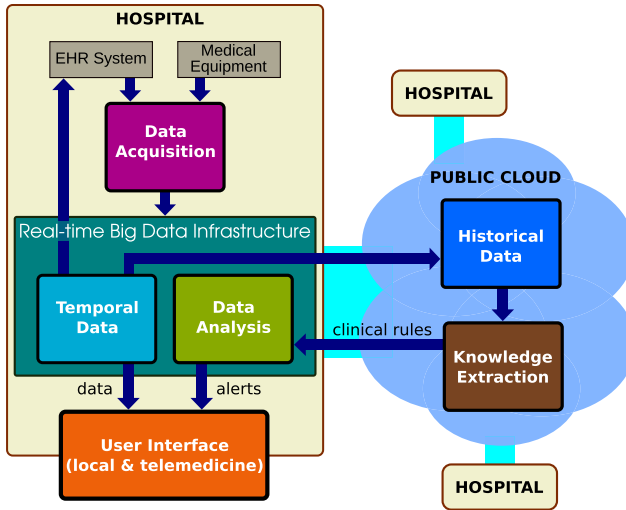 HOSPITAL
EHR System
Medical
Equipment
Data
Acquisition
Real-time Big Data Infrastructure
Temporal
Data
Data
Analysis
data
alerts
User Interface
(local & telemedicine)
HOSPITAL
PUBLIC CLOUD
Historical
Data
clinical rules
Knowledge
Extraction
HOSPITAL